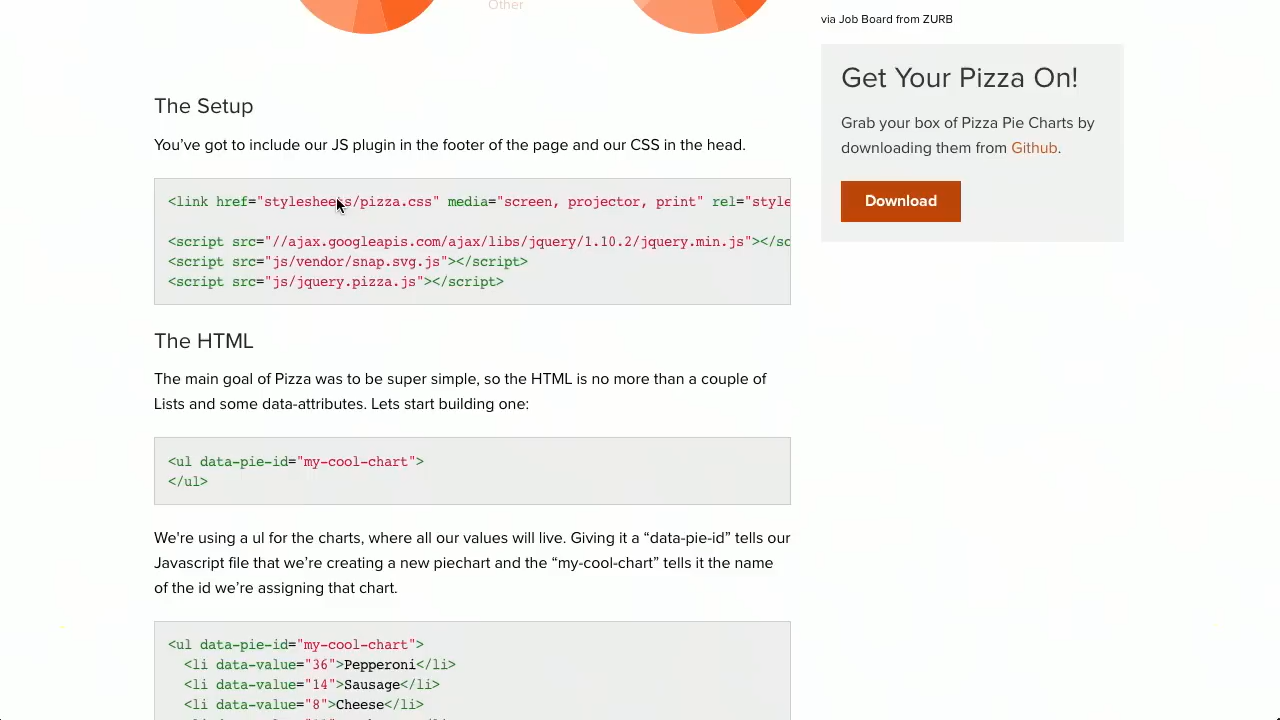 Other
The Setup
You've got to include our JS plugin in the footer of the page and our CSS in the head.
<link href="stylesheets/pizza.css" media="screen, projector, print" rel="style
<script src="//ajax.googleapis.com/ajax/libs/jquery/1.10.2/jquery.min.js"></sc
<script src="js/vendor/snap.svg.js"></script>
<script src="js/jquery.pizza.js"></script>
The HTML
The main goal of Pizza was to be super simple, so the HTML is no more than a couple of
Lists and some data-attributes. Lets start building one:
<ul data-pie-id="my-cool-chart">
</ul>
We're using a ul for the charts, where all our values will live. Giving it a “data-pie-id” tells our
Javascript file that we’re creating a new piechart and the “my-cool-chart” tells it the name
of the id we’re assigning that chart.
<ul data-pie-id="my-cool-chart">
<li data-value="36">Pepperoni</li>
<li data-value="14">Sausage</li>
<li data-value="8">Cheese</li>
via Job Board from ZURB
Get Your Pizza On!
Grab your box of Pizza Pie Charts by
downloading them from Github.
Download